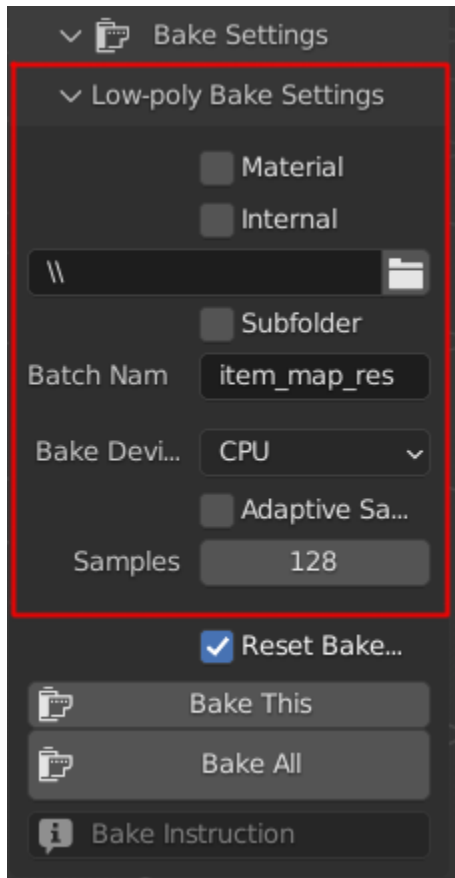 Bake Settings
Low-poly Bake Settings
Material
Internal
\\
Subfolder
Batch Nam item_map_res
Bake Devi... CPU
Adaptive Sa...
Samples 128
Reset Bake...
Bake This
Bake All
Bake Instruction